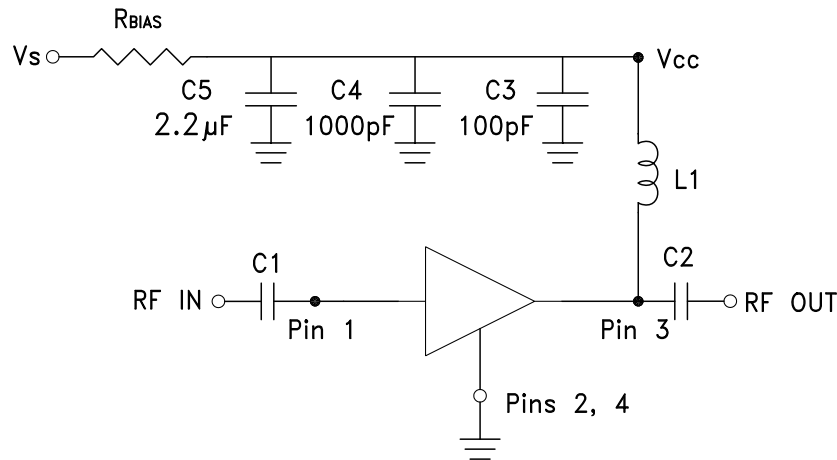 RBIAS
Vs
Vcc
C5
2.2µF
C4
1000pF
C3
100pF
L1
C1
C2
RF IN
RF OUT
Pin 1
Pin 3
Pins 2, 4